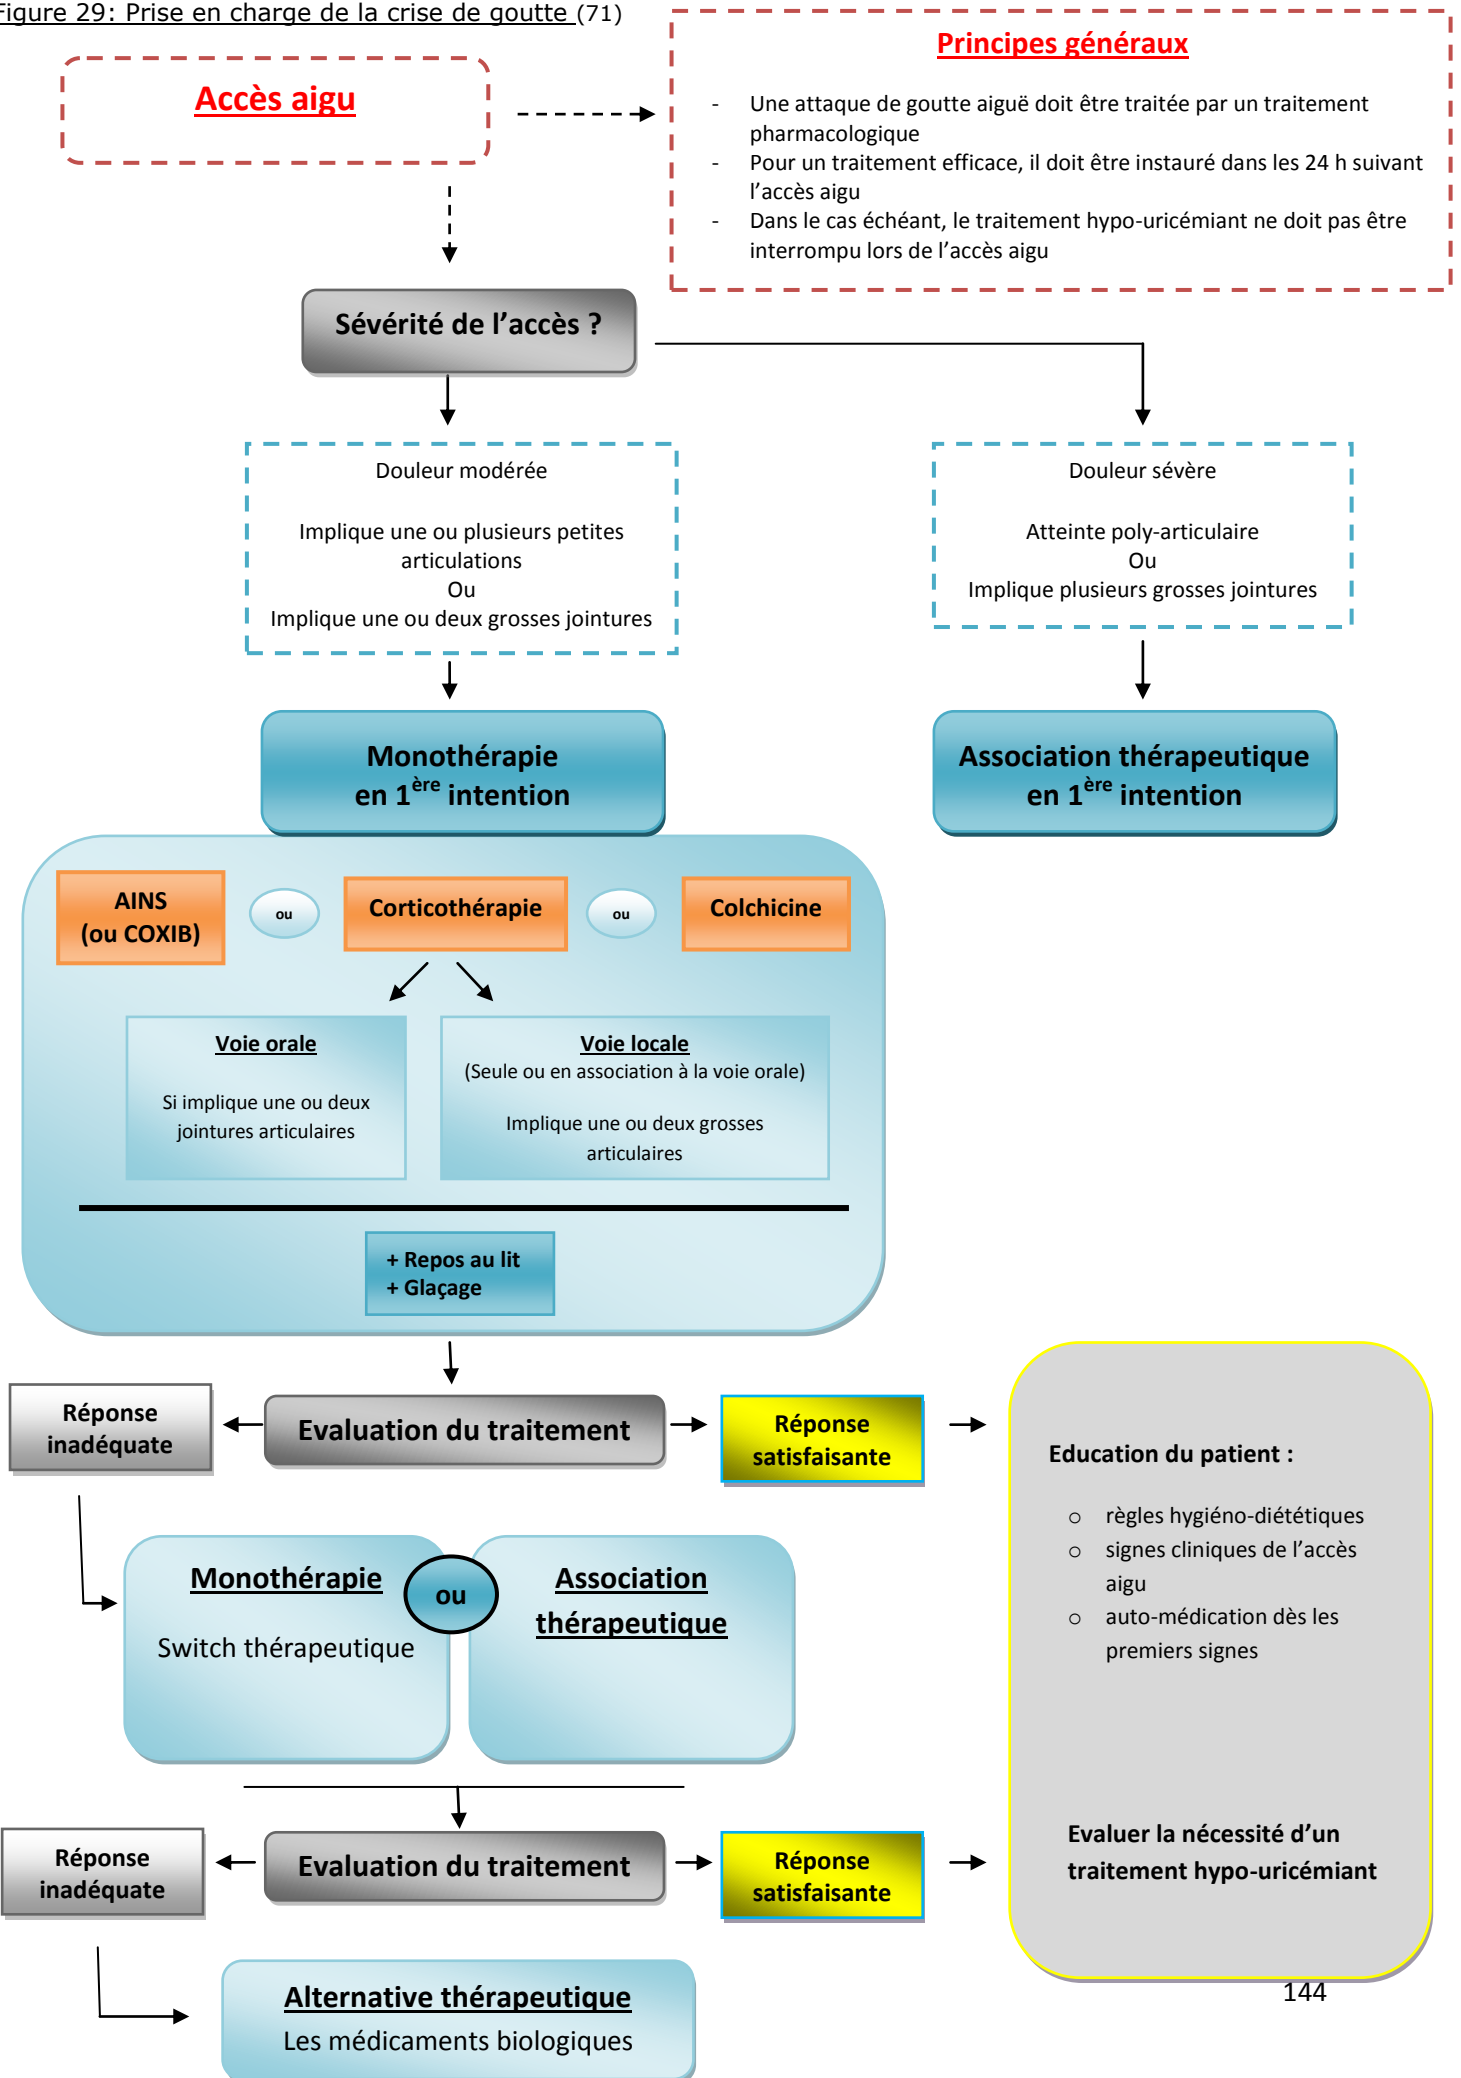 Figure 29: Prise en charge de la crise de goutte (71)
Accès aigu
Principes généraux
- Une attaque de goutte aiguë doit être traitée par un traitement
pharmacologique
- Pour un traitement efficace, il doit être instauré dans les 24 h suivant
l’accès aigu
- Dans le cas échéant, le traitement hypo-uricémiant ne doit pas être
interrompu lors de l’accès aigu
Sévérité de l’accès ?
Douleur modérée
Implique une ou plusieurs petites
articulations
Ou
Implique une ou deux grosses jointures
Douleur sévère
Atteinte poly-articulaire
Ou
Implique plusieurs grosses jointures
Monothérapie
en 1ère intention
Association thérapeutique
en 1ère intention
AINS
(ou COXIB)
ou
Corticothérapie
ou
Colchicine
Voie orale
Si implique une ou deux
jointures articulaires
Voie locale
(Seule ou en association à la voie orale)
Implique une ou deux grosses
articulaires
+ Repos au lit
+ Glaçage
Réponse
inadéquate
Evaluation du traitement
Réponse
satisfaisante
Education du patient :
o règles hygiéno-diététiques
o signes cliniques de l’accès
aigu
o auto-médication dès les
premiers signes
Evaluer la nécessité d’un
traitement hypo-uricémiant
Monothérapie
Switch thérapeutique
ou
Association
thérapeutique
Réponse
inadéquate
Evaluation du traitement
Réponse
satisfaisante
Alternative thérapeutique
Les médicaments biologiques
144